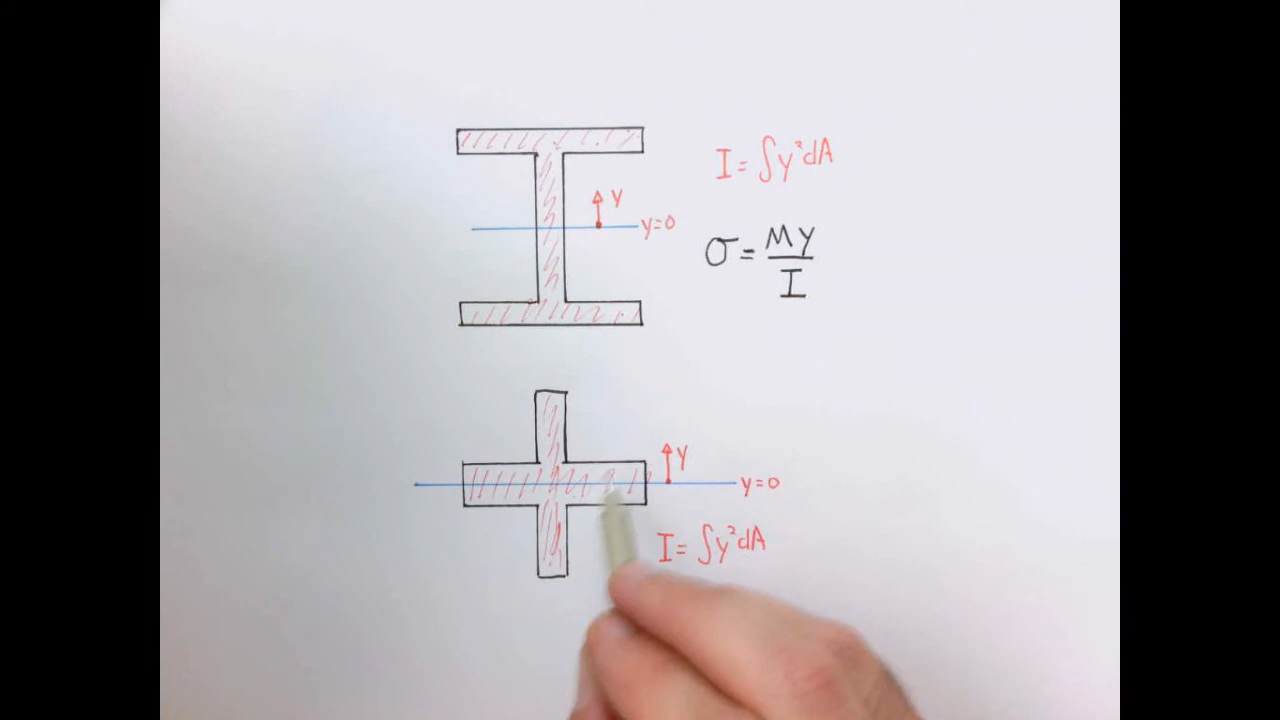 I = ∫y²dA
y
y=0
σ = My/I
y
y=0
I = ∫y²dA